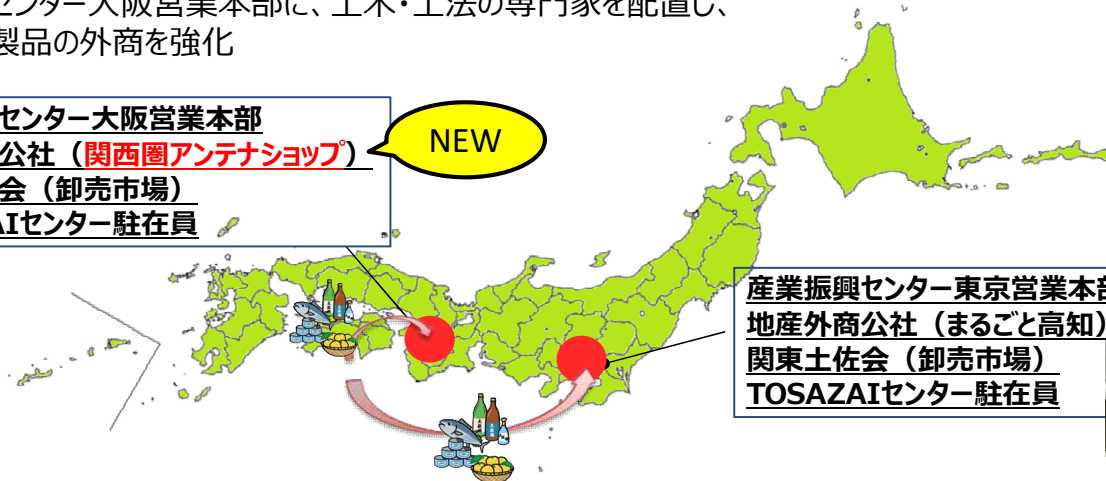 センター大阪営業本部に、土木・工法の専門家を配置し、
製品の外商を強化
センター大阪営業本部
公社（関西圏アンテナショップ）
会（卸売市場）
AIセンター駐在員
NEW
産業振興センター東京営業本部
地産外商公社（まるごと高知）
関東土佐会（卸売市場）
TOSAZAIセンター駐在員